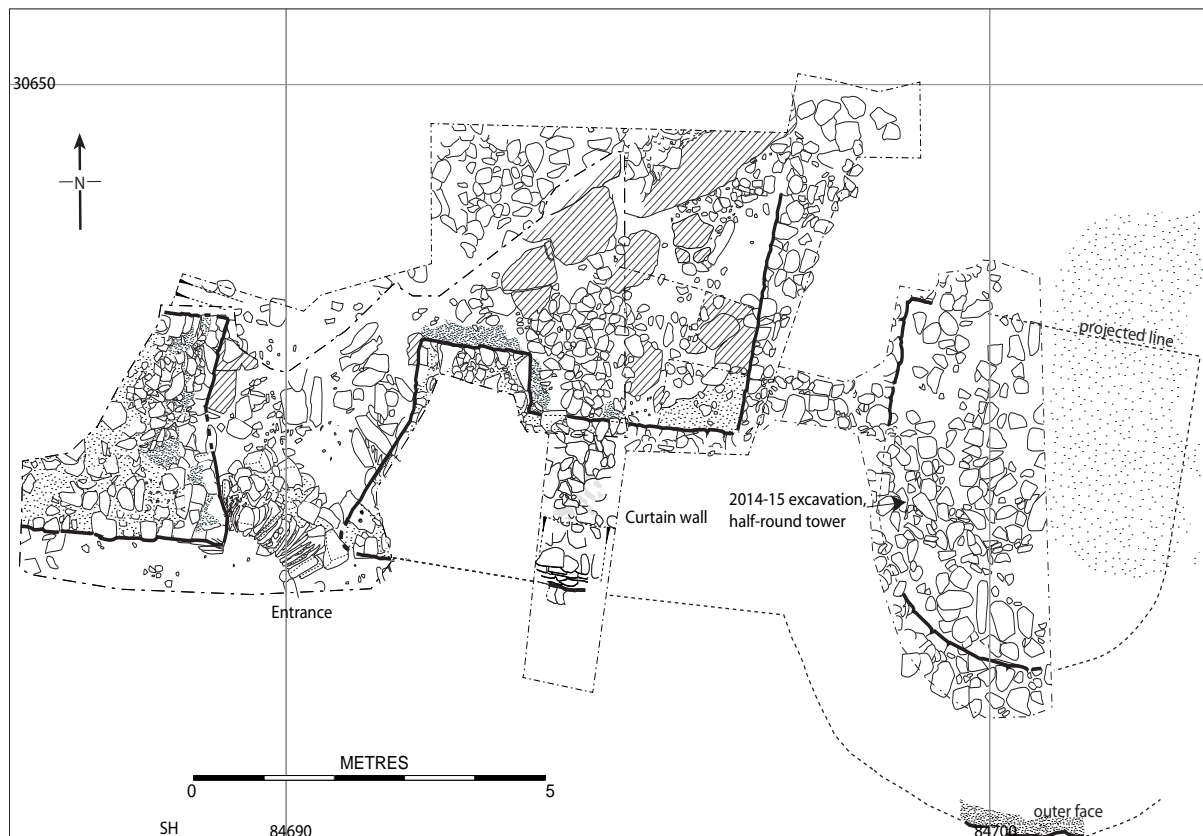 30650
N
projected line
2014-15 excavation,
half-round tower
Curtain wall
Entrance
METRES
0 5
outer face
SH 84690 84700